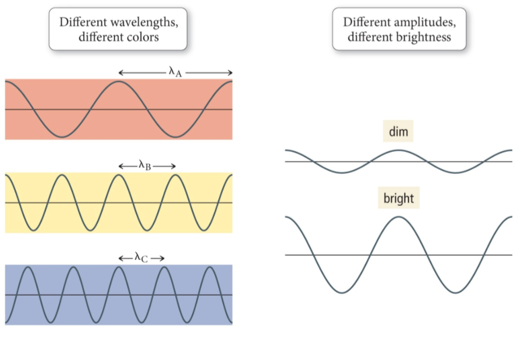 Different wavelengths,
different colors
λA
λB
λC
Different amplitudes,
different brightness
dim
bright